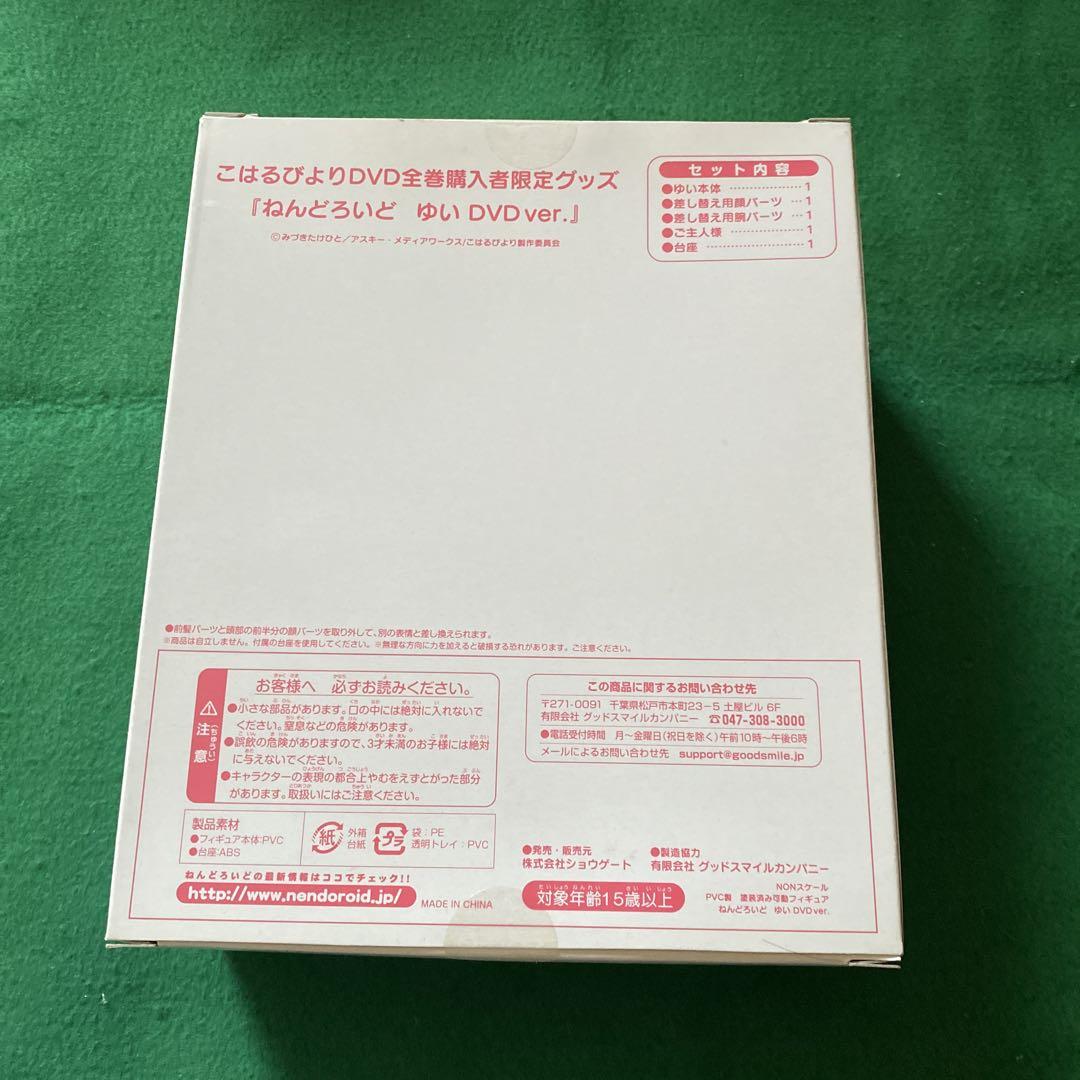 こはるびよりDVD全巻購入者限定グッズ
『ねんどろいど ゆい DVD ver.』
©みづきたけひと/アスキー・メディアワークス/こはるびより製作委員会
セット内容
●ゆい本体 ………………1
●差し替え用顔パーツ …1
●差し替え用腕パーツ …1
●ご主人様 ………………1
●台座 ……………………1
●前髪パーツと頭部の前半分の顔パーツを取り外して、別の表情と差し換えられます。
※商品は自立しません。付属の台座を使用してください。※無理な方向に力を加えると破損する恐れがあります。ご注意ください。
注意(ちゅうい)
お客様へ 必ずお読みください。
●小さな部品があります。口の中には絶対に入れないで
ください。窒息などの危険があります。
●誤飲の危険がありますので、3才未満のお子様には絶対
に与えないでください。
●キャラクターの表現の都合上やむをえずとがった部分
があります。取扱いにはご注意ください。
この商品に関するお問い合わせ先
〒271-0091 千葉県松戸市本町23-5 土屋ビル 6F
有限会社 グッドスマイルカンパニー ☎047-308-3000
●電話受付時間 月~金曜日(祝日を除く)午前10時~午後6時
メールによるお問い合わせ先 support@goodsmile.jp
製品素材
●フィギュア本体:PVC
●台座:ABS
紙 外箱
台紙
プラ 袋:PE
透明トレイ:PVC
ねんどろいどの最新情報はココでチェック!!
http://www.nendoroid.jp/
MADE IN CHINA
●発売・販売元
株式会社ショウゲート
●製造協力
有限会社 グッドスマイルカンパニー
対象年齢15歳以上
NONスケール
PVC製 塗装済み可動フィギュア
ねんどろいど ゆい DVD ver.